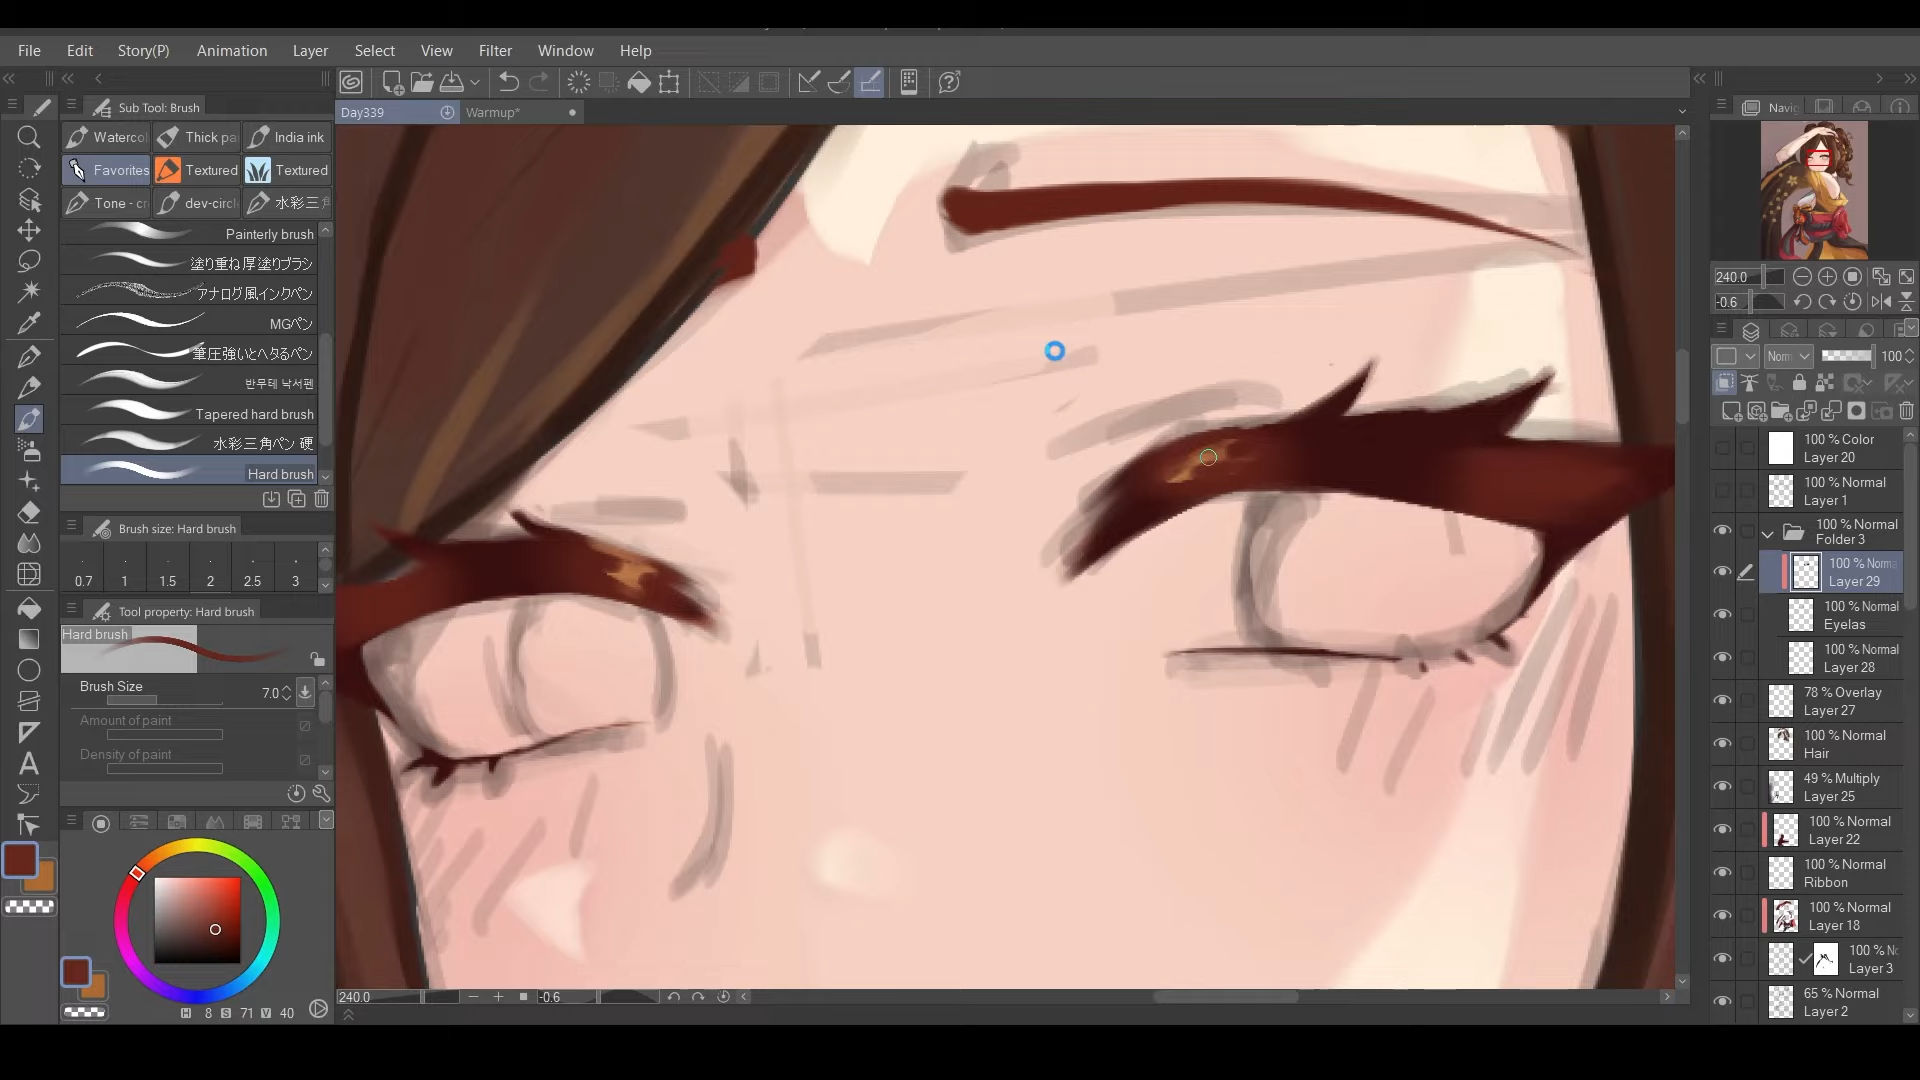 File Edit Story(P) Animation Layer Select View Filter Window Help
Sub Tool: Brush
Day339 Warmup*
Navig
Watercol Thick pa India ink
Favorites Textured Textured
Tone - cr dev-circl 水彩三角
Painterly brush
塗り重ね厚塗りブラシ
アナログ風インクペン
MGペン
筆圧強いとヘタるペン
반무테 낙서펜
Tapered hard brush
水彩三角ペン 硬
Hard brush
Brush size: Hard brush
0.7 1 1.5 2 2.5 3
Tool property: Hard brush
Hard brush
Brush Size 7.0
Amount of paint
Density of paint
H 8 S 71 V 40
240.0 -0.6
240.0
-0.6
Norm 100
100 % Color
Layer 20
100 % Normal
Layer 1
100 % Normal
Folder 3
100 % Norma
Layer 29
100 % Normal
Eyelas
100 % Normal
Layer 28
78 % Overlay
Layer 27
100 % Normal
Hair
49 % Multiply
Layer 25
100 % Normal
Layer 22
100 % Normal
Ribbon
100 % Normal
Layer 18
100 % No
Layer 3
65 % Normal
Layer 2